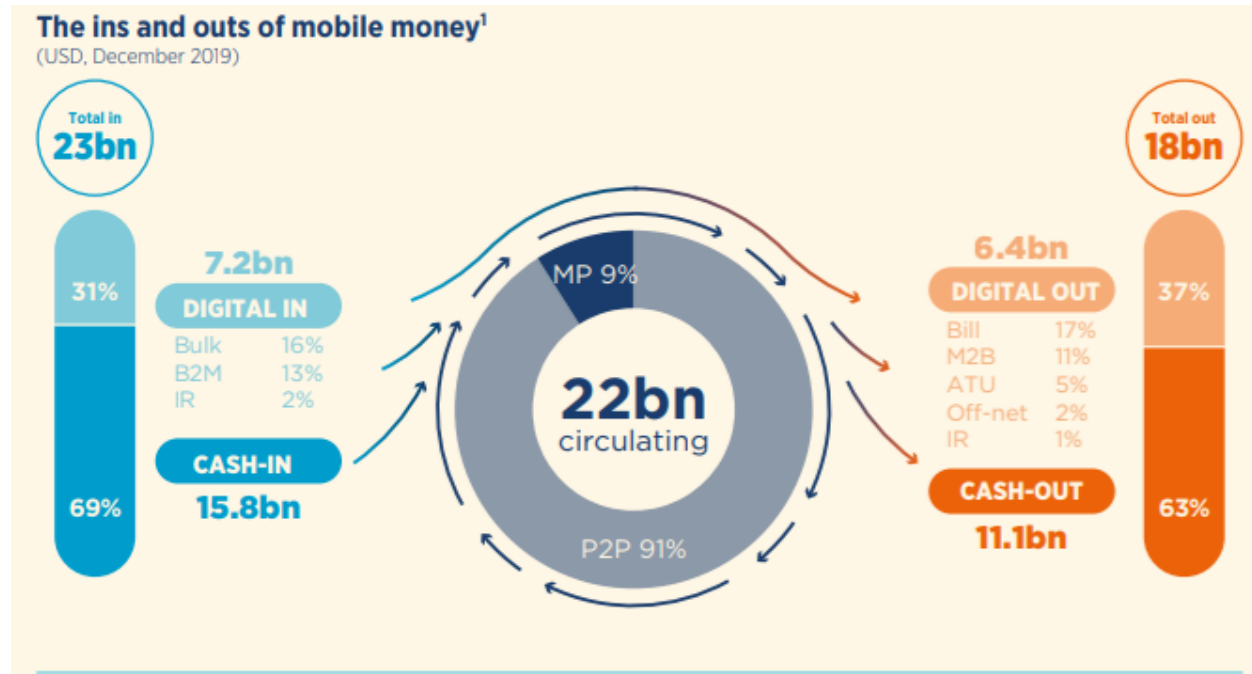 The ins and outs of mobile money¹
(USD, December 2019)
Total in
23bn
31%
69%
7.2bn
DIGITAL IN
Bulk 16%
B2M 13%
IR 2%
CASH-IN
15.8bn
MP 9%
22bn
circulating
P2P 91%
Total out
18bn
6.4bn
DIGITAL OUT
Bill 17%
M2B 11%
ATU 5%
Off-net 2%
IR 1%
CASH-OUT
11.1bn
37%
63%